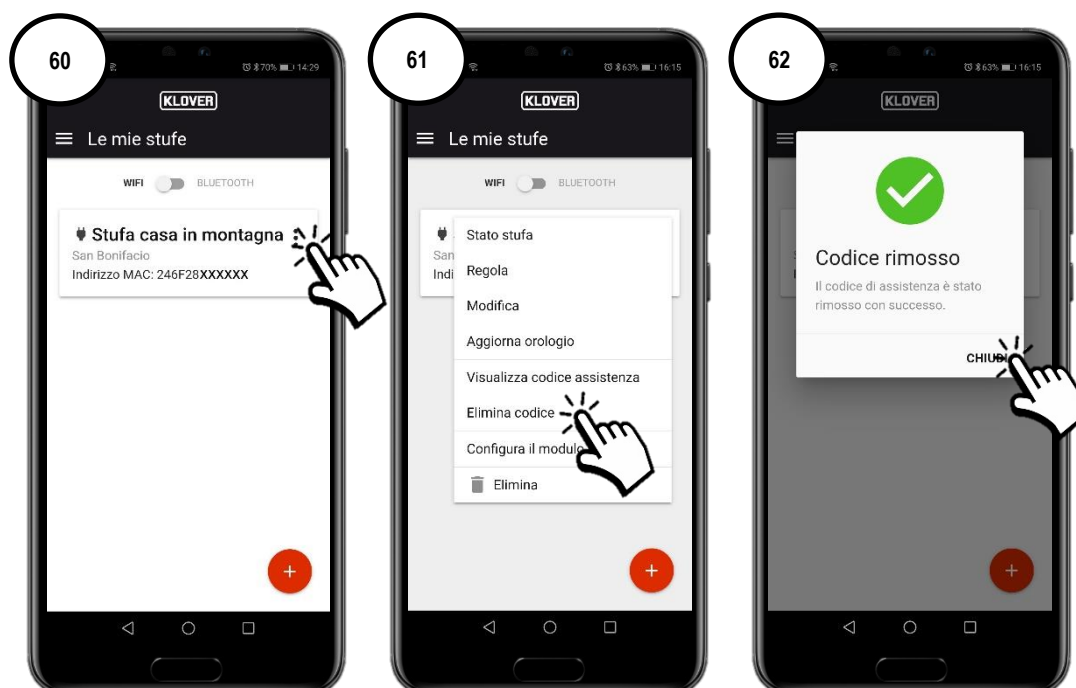 60
70% 14:29
KLOVER
Le mie stufe
WIFI BLUETOOTH
Stufa casa in montagna
San Bonifacio
Indirizzo MAC: 246F28XXXXXX
+
61
63% 16:15
KLOVER
Le mie stufe
WIFI BLUETOOTH
San
Indi
Stato stufa
Regola
Modifica
Aggiorna orologio
Visualizza codice assistenza
Elimina codice
Configura il modulo
Elimina
+
62
63% 16:15
KLOVER
Codice rimosso
Il codice di assistenza è stato
rimosso con successo.
CHIUDI
+